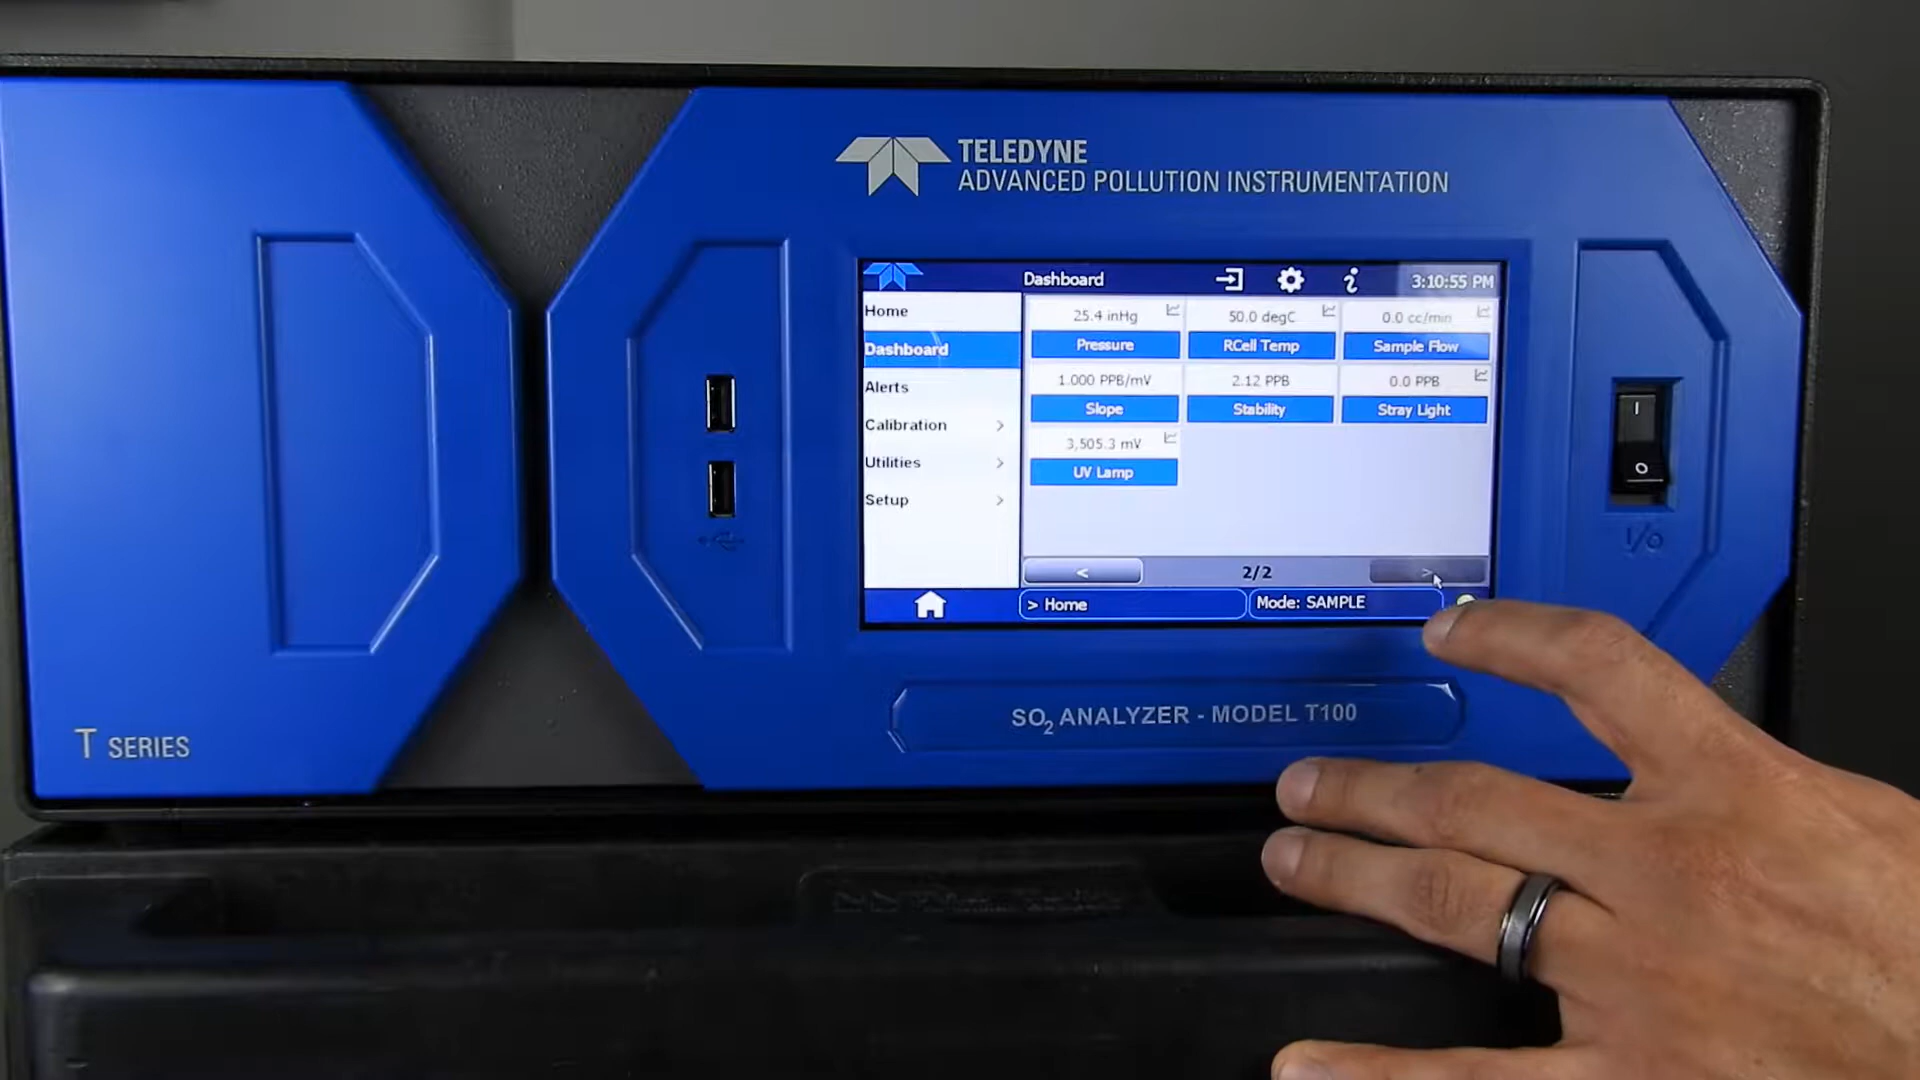 TELEDYNE
ADVANCED POLLUTION INSTRUMENTATION
Dashboard
3:10:55 PM
Home
Dashboard
Alerts
Calibration >
Utilities >
Setup >
25.4 inHg
Pressure
50.0 degC
RCell Temp
0.0 cc/min
Sample Flow
1.000 PPB/mV
Slope
2.12 PPB
Stability
0.0 PPB
Stray Light
3,505.3 mV
UV Lamp
< 2/2 >
> Home
Mode: SAMPLE
I/O
SO2 ANALYZER - MODEL T100
T SERIES